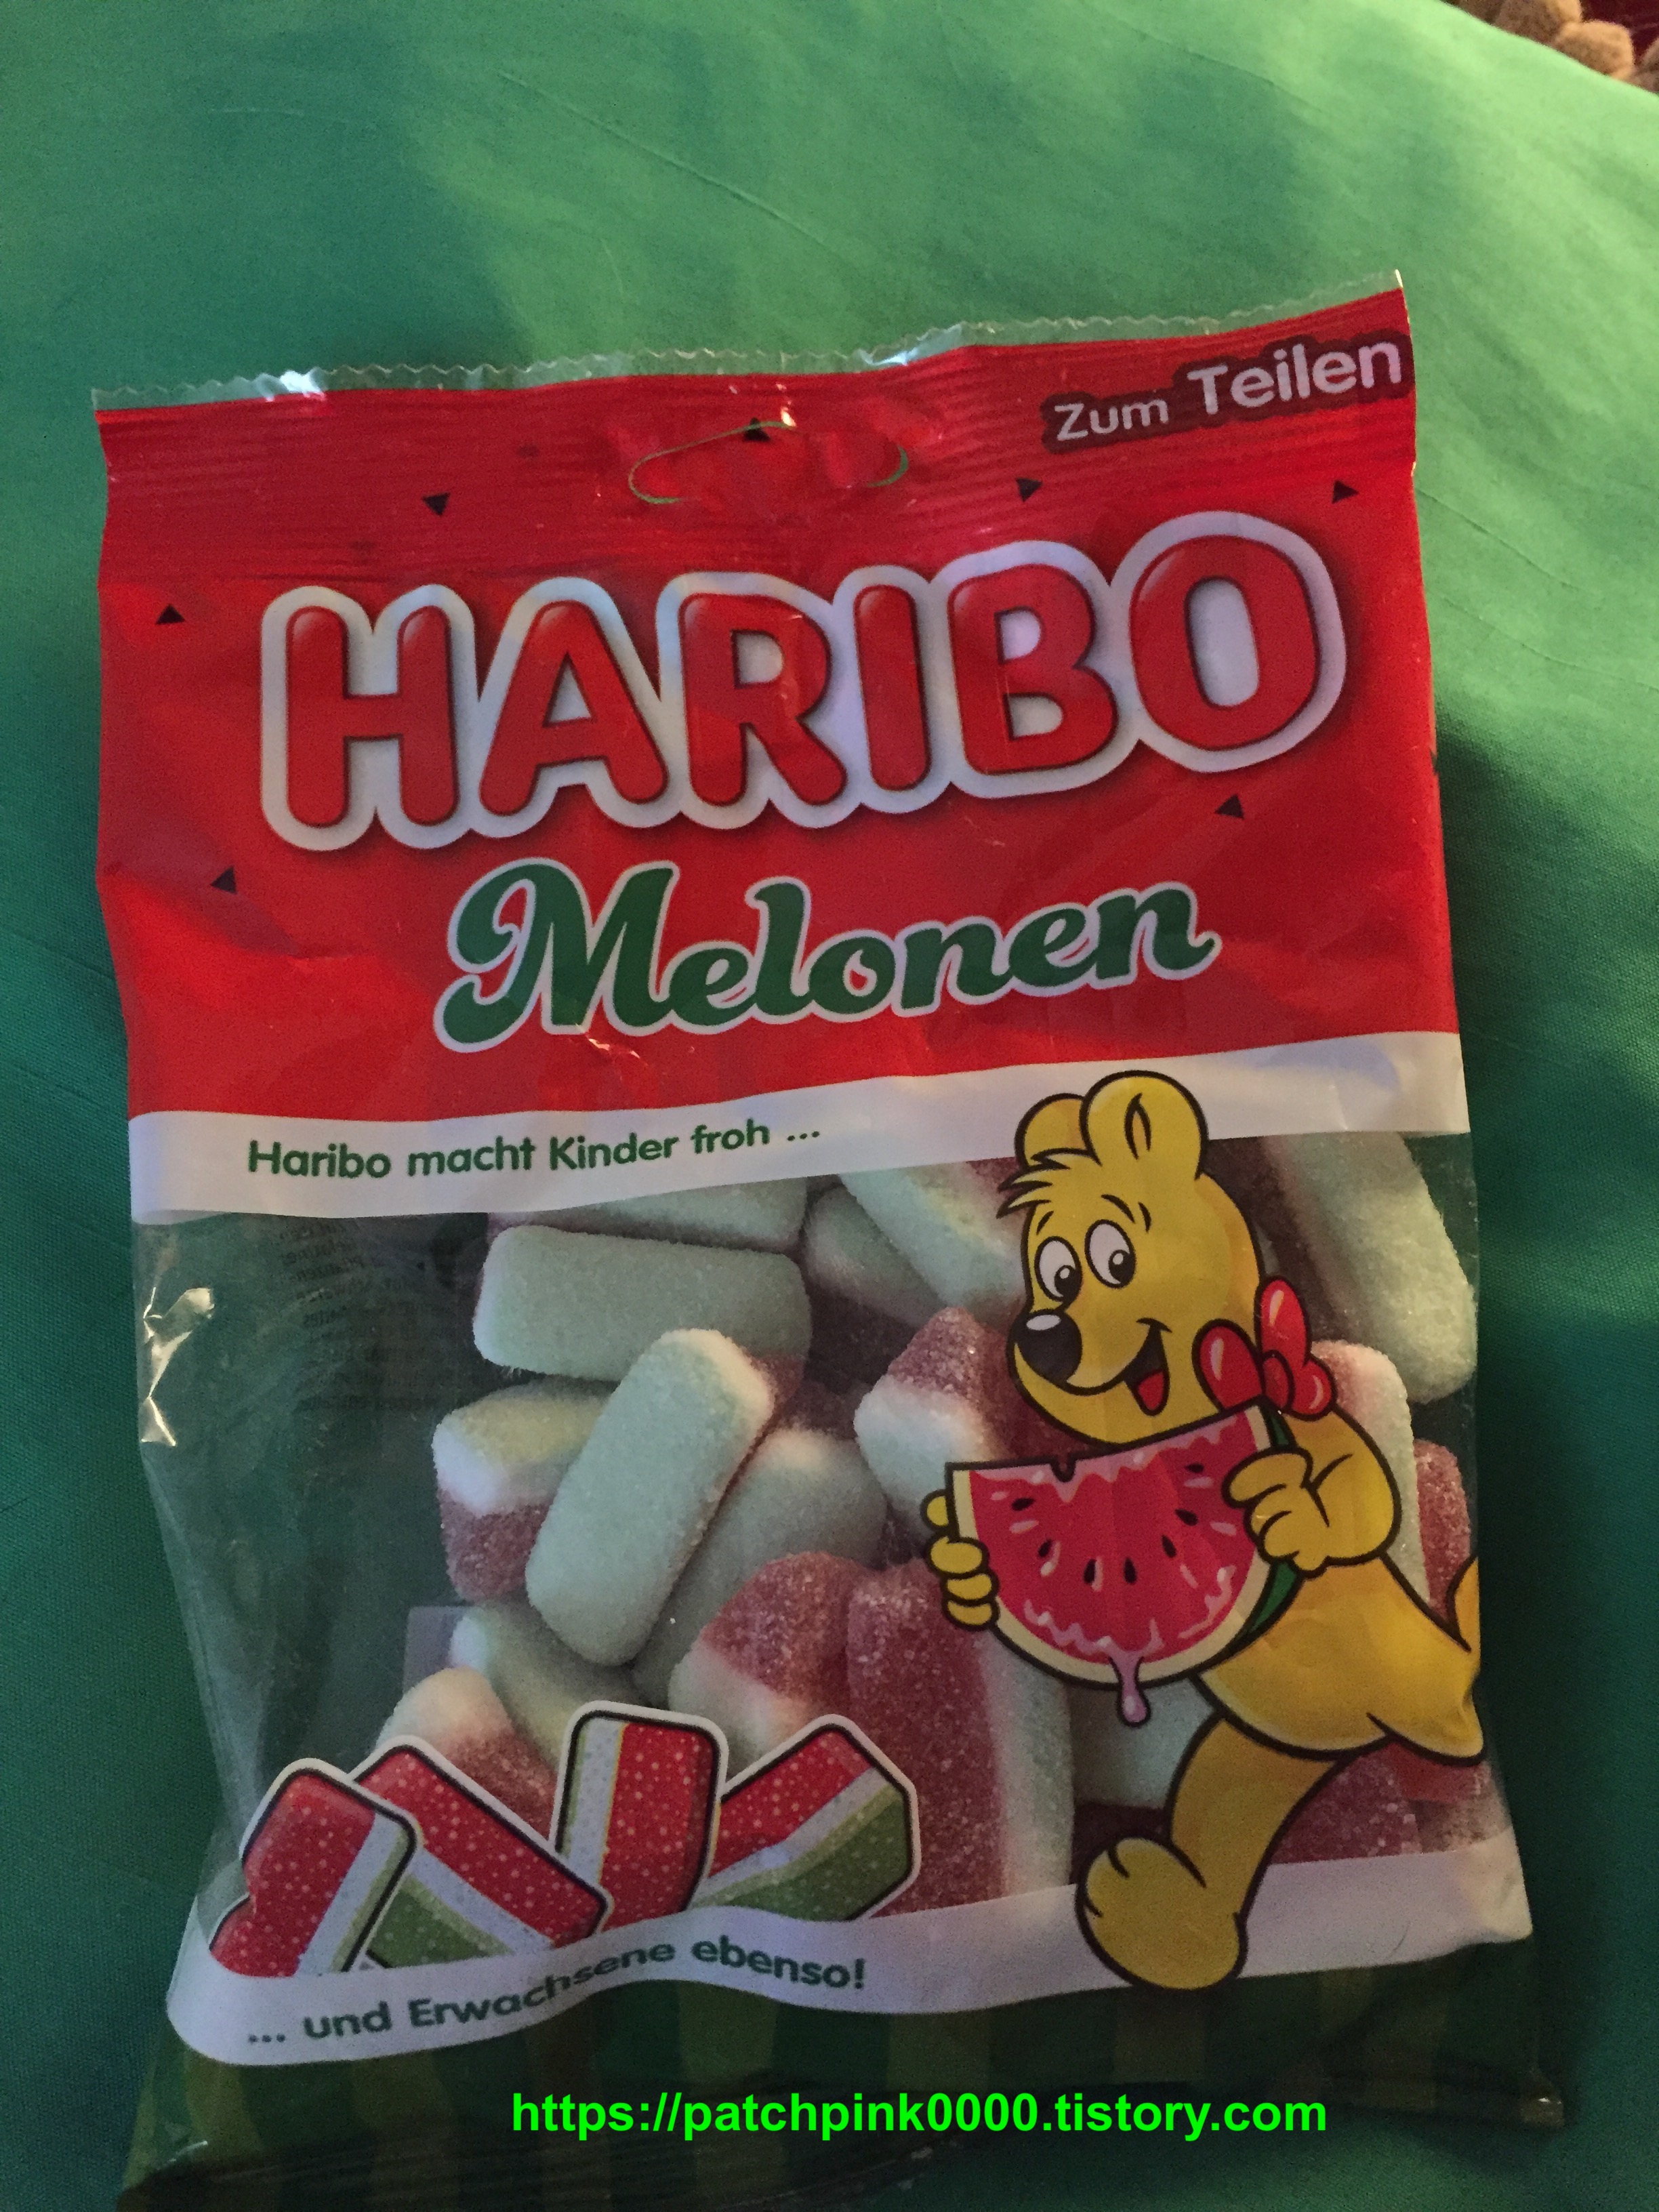 Zum Teilen
HARIBO
Melonen
Haribo macht Kinder froh ...
... und Erwachsene ebenso!
https://patchpink0000.tistory.com